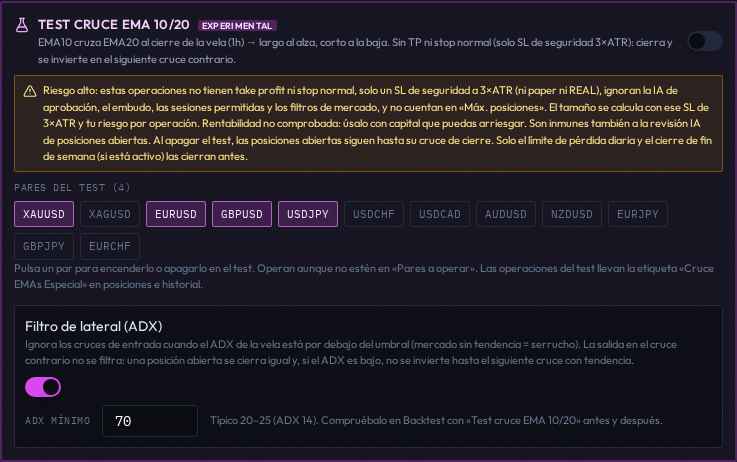 TEST CRUCE EMA 10/20 EXPERIMENTAL
EMA10 cruza EMA20 al cierre de la vela (1h) → largo al alza, corto a la baja. Sin TP ni stop normal (solo SL de seguridad 3×ATR): cierra y
se invierte en el siguiente cruce contrario.
Riesgo alto: estas operaciones no tienen take profit ni stop normal, solo un SL de seguridad a 3×ATR (ni paper ni REAL), ignoran la IA de
aprobación, el embudo, las sesiones permitidas y los filtros de mercado, y no cuentan en «Máx. posiciones». El tamaño se calcula con ese SL de
3×ATR y tu riesgo por operación. Rentabilidad no comprobada: úsalo con capital que puedas arriesgar. Son inmunes también a la revisión IA
de posiciones abiertas. Al apagar el test, las posiciones abiertas siguen hasta su cruce de cierre. Solo el límite de pérdida diaria y el cierre de fin
de semana (si está activo) las cierran antes.
PARES DEL TEST (4)
XAUUSD XAGUSD EURUSD GBPUSD USDJPY USDCHF USDCAD AUDUSD NZDUSD EURJPY
GBPJPY EURCHF
Pulsa un par para encenderlo o apagarlo en el test. Operan aunque no estén en «Pares a operar». Las operaciones del test llevan la etiqueta «Cruce
EMAs Especial» en posiciones e historial.
Filtro de lateral (ADX)
Ignora los cruces de entrada cuando el ADX de la vela está por debajo del umbral (mercado sin tendencia = serrucho). La salida en el cruce
contrario no se filtra: una posición abierta se cierra igual y, si el ADX es bajo, no se invierte hasta el siguiente cruce con tendencia.
ADX MÍNIMO 70 Típico 20–25 (ADX 14). Compruébalo en Backtest con «Test cruce EMA 10/20» antes y después.